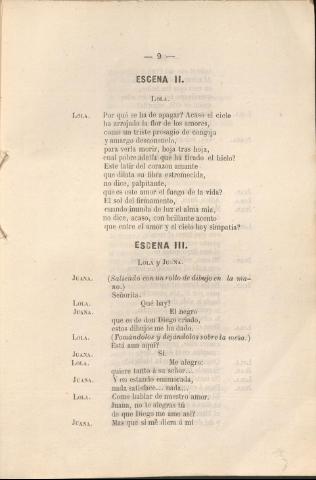 — 9 —
ESCENA II.
LOLA.
LOLA. Por qué se ha de apagar? Acaso el cielo
ha arrojado la flor de los amores,
como un triste presagio de congoja
y amargo desconsuelo,
para verla morir, hoja tras hoja,
cual pobre adelfa que ha tirado el hielo?
Este latir del corazon amante
que dilata su fibra estremecida,
no dice, palpitante,
que es este amor el fuego de la vida?
El sol del firmamento,
cuando inunda de luz el alma mia,
no dice, acaso, con brillante acento
que entre el amor y el cielo hay simpatía?
ESCENA III.
LOLA y JUANA.
JUANA. (Saliendo con un rollo de dibujo en la ma-
no.)
Señorita.
LOLA. Qué hay?
JUANA. El negro
que es de don Diego criado,
estos dibujos me ha dado.
LOLA. (Tomándolos y dejándolos sobre la mesa.)
Está aun aquí?
JUANA. Sí.
LOLA. Me alegro:
quiere tanto á su señor...
JUANA. Y en estando enamorada,
nada satisface... nada...
LOLA. Como hablar de nuestro amor.
Juana, no te alegras tú
de que Diego me ame así?
JUANA. Mas que si me diera á mí